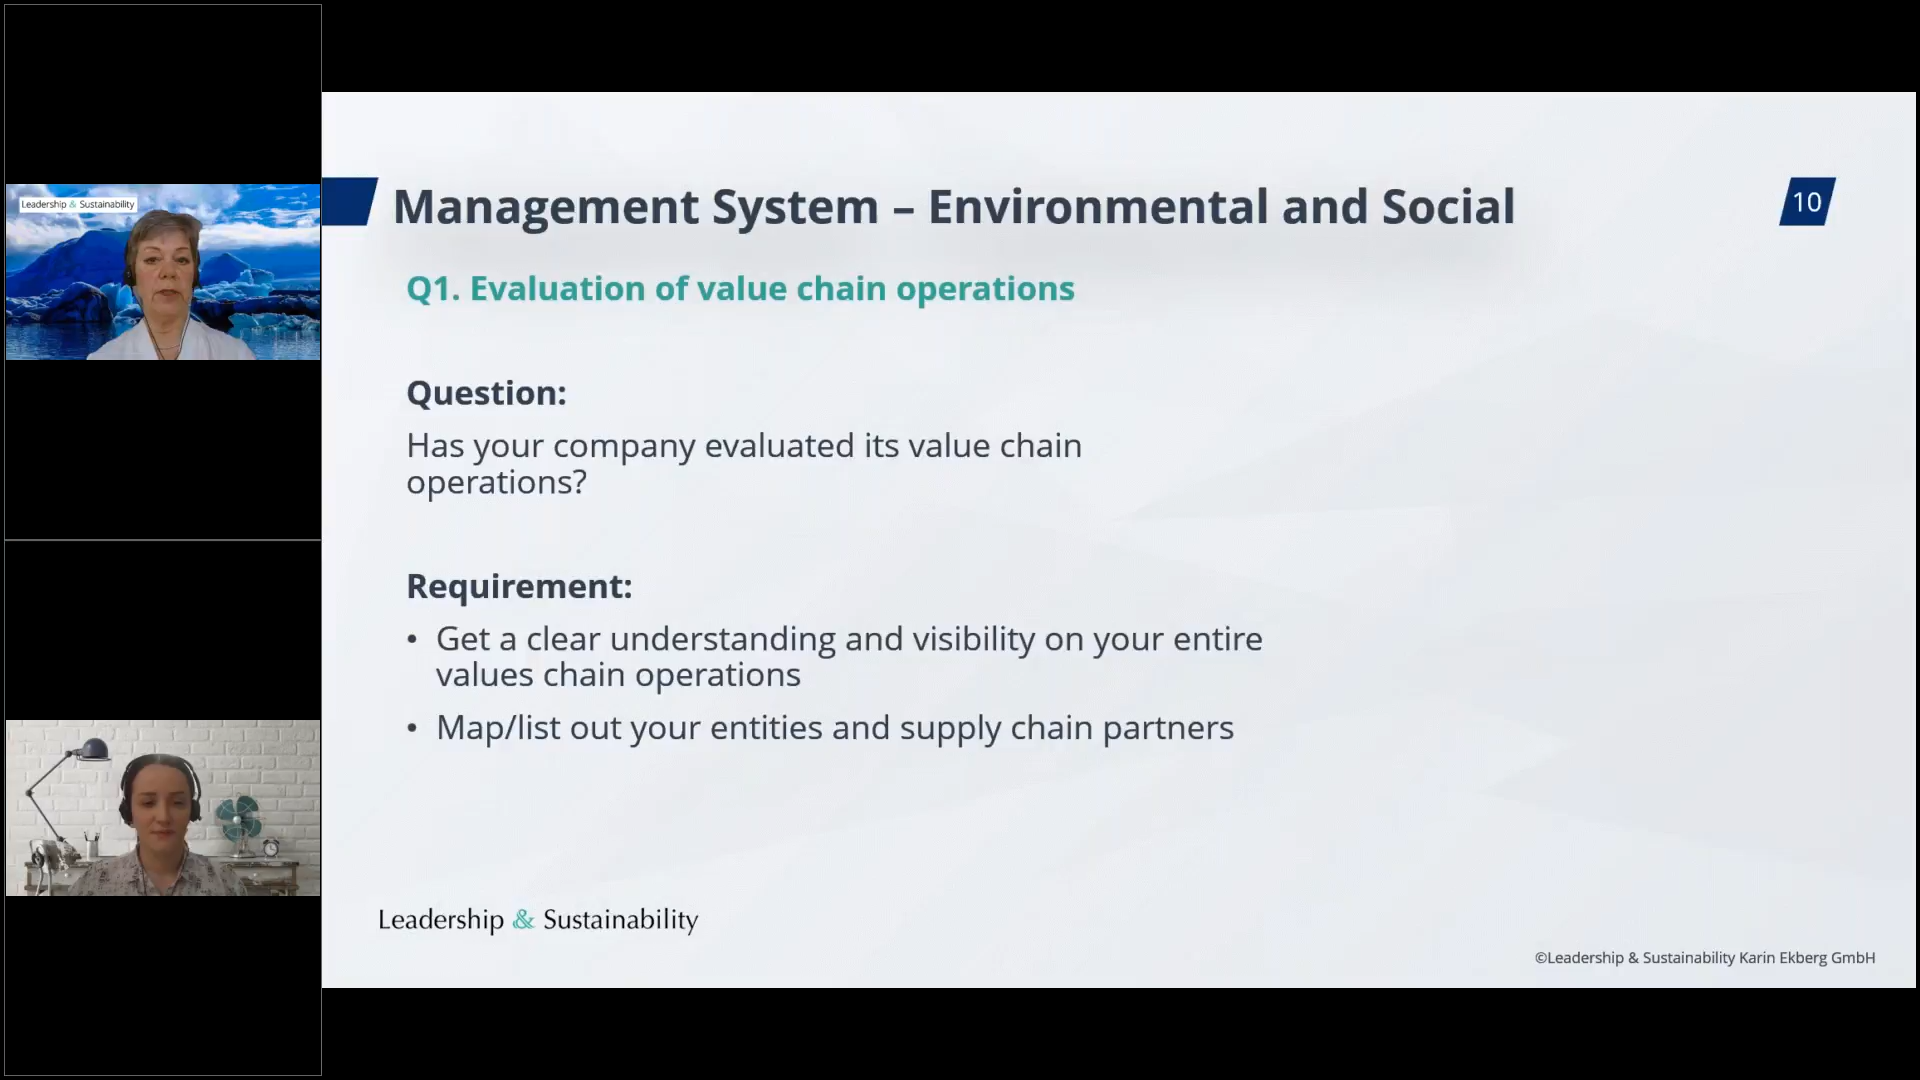 Leadership & Sustainability
Management System – Environmental and Social
10
Q1. Evaluation of value chain operations
Question:
Has your company evaluated its value chain
operations?
Requirement:
• Get a clear understanding and visibility on your entire
values chain operations
• Map/list out your entities and supply chain partners
Leadership & Sustainability
©Leadership & Sustainability Karin Ekberg GmbH